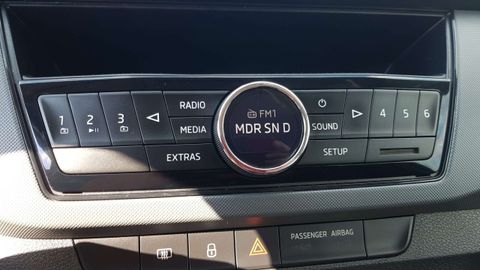 RADIO
MEDIA
EXTRAS
1
2
3
FM1
MDR SN D
SOUND
SETUP
4
5
6
PASSENGER AIRBAG